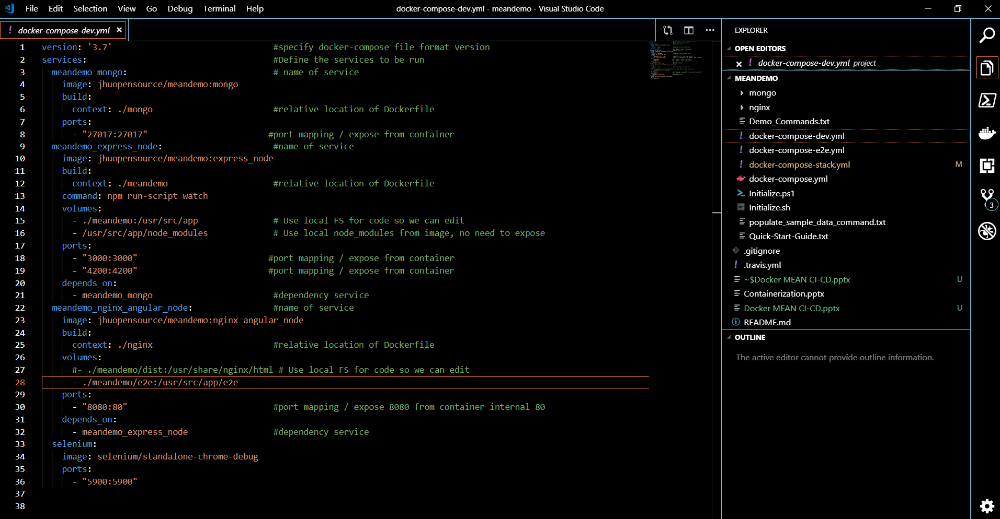 File Edit Selection View Go Debug Terminal Help
docker-compose-dev.yml - meandemo - Visual Studio Code
! docker-compose-dev.yml ×
1 version: '3.7' #specify docker-compose file format version
2 services: #Define the services to be run
3 meandemo_mongo: # name of service
4 image: jhuopensource/meandemo:mongo
5 build:
6 context: ./mongo #relative location of Dockerfile
7 ports:
8 - "27017:27017" #port mapping / expose from container
9 meandemo_express_node: #name of service
10 image: jhuopensource/meandemo:express_node
11 build:
12 context: ./meandemo #relative location of Dockerfile
13 command: npm run-script watch
14 volumes:
15 - ./meandemo:/usr/src/app # Use local FS for code so we can edit
16 - /usr/src/app/node_modules # Use local node_modules from image, no need to expose
17 ports:
18 - "3000:3000" #port mapping / expose from container
19 - "4200:4200" #port mapping / expose from container
20 depends_on:
21 - meandemo_mongo #dependency service
22 meandemo_nginx_angular_node: #name of service
23 image: jhuopensource/meandemo:nginx_angular_node
24 build:
25 context: ./nginx #relative location of Dockerfile
26 volumes:
27 #- ./meandemo/dist:/usr/share/nginx/html # Use local FS for code so we can edit
28 - ./meandemo/e2e:/usr/src/app/e2e
29 ports:
30 - "8080:80" #port mapping / expose 8080 from container internal 80
31 depends_on:
32 - meandemo_express_node #dependency service
33 selenium:
34 image: selenium/standalone-chrome-debug
35 ports:
36 - "5900:5900"
37
38
EXPLORER
OPEN EDITORS
× ! docker-compose-dev.yml project
MEANDEMO
mongo
nginx
Demo_Commands.txt
! docker-compose-dev.yml
! docker-compose-e2e.yml
! docker-compose-stack.yml M
docker-compose.yml
Initialize.ps1
Initialize.sh
populate_sample_data_command.txt
Quick-Start-Guide.txt
.gitignore
! .travis.yml
~$Docker MEAN CI-CD.pptx U
Containerization.pptx
Docker MEAN CI-CD.pptx U
README.md
OUTLINE
The active editor cannot provide outline information.
3